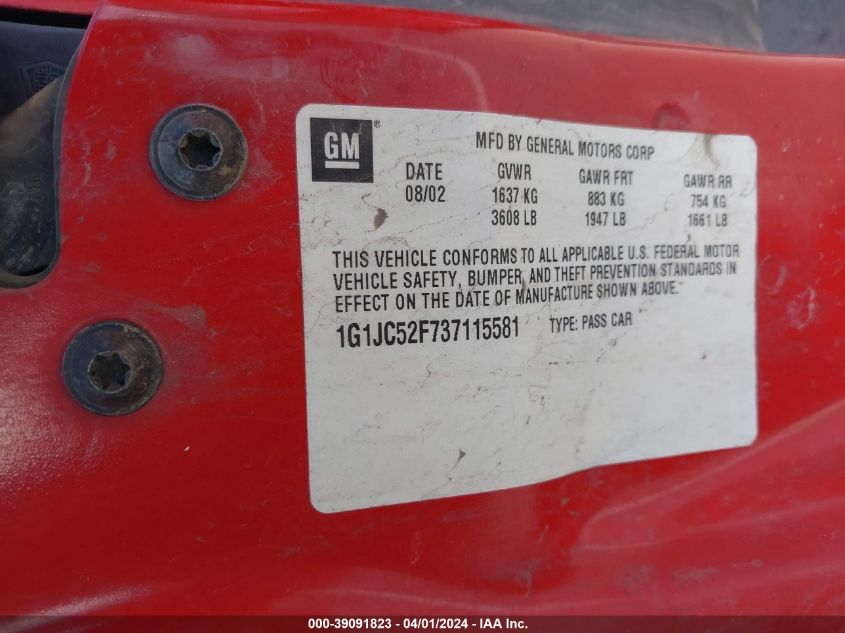 GM
MFD BY GENERAL MOTORS CORP
DATE GVWR GAWR FRT GAWR RR
08/02 1637 KG 883 KG 754 KG
3608 LB 1947 LB 1661 LB
THIS VEHICLE CONFORMS TO ALL APPLICABLE U.S. FEDERAL MOTOR
VEHICLE SAFETY, BUMPER, AND THEFT PREVENTION STANDARDS IN
EFFECT ON THE DATE OF MANUFACTURE SHOWN ABOVE.
1G1JC52F737115581 TYPE: PASS CAR
000-39091823 - 04/01/2024 - IAA Inc.